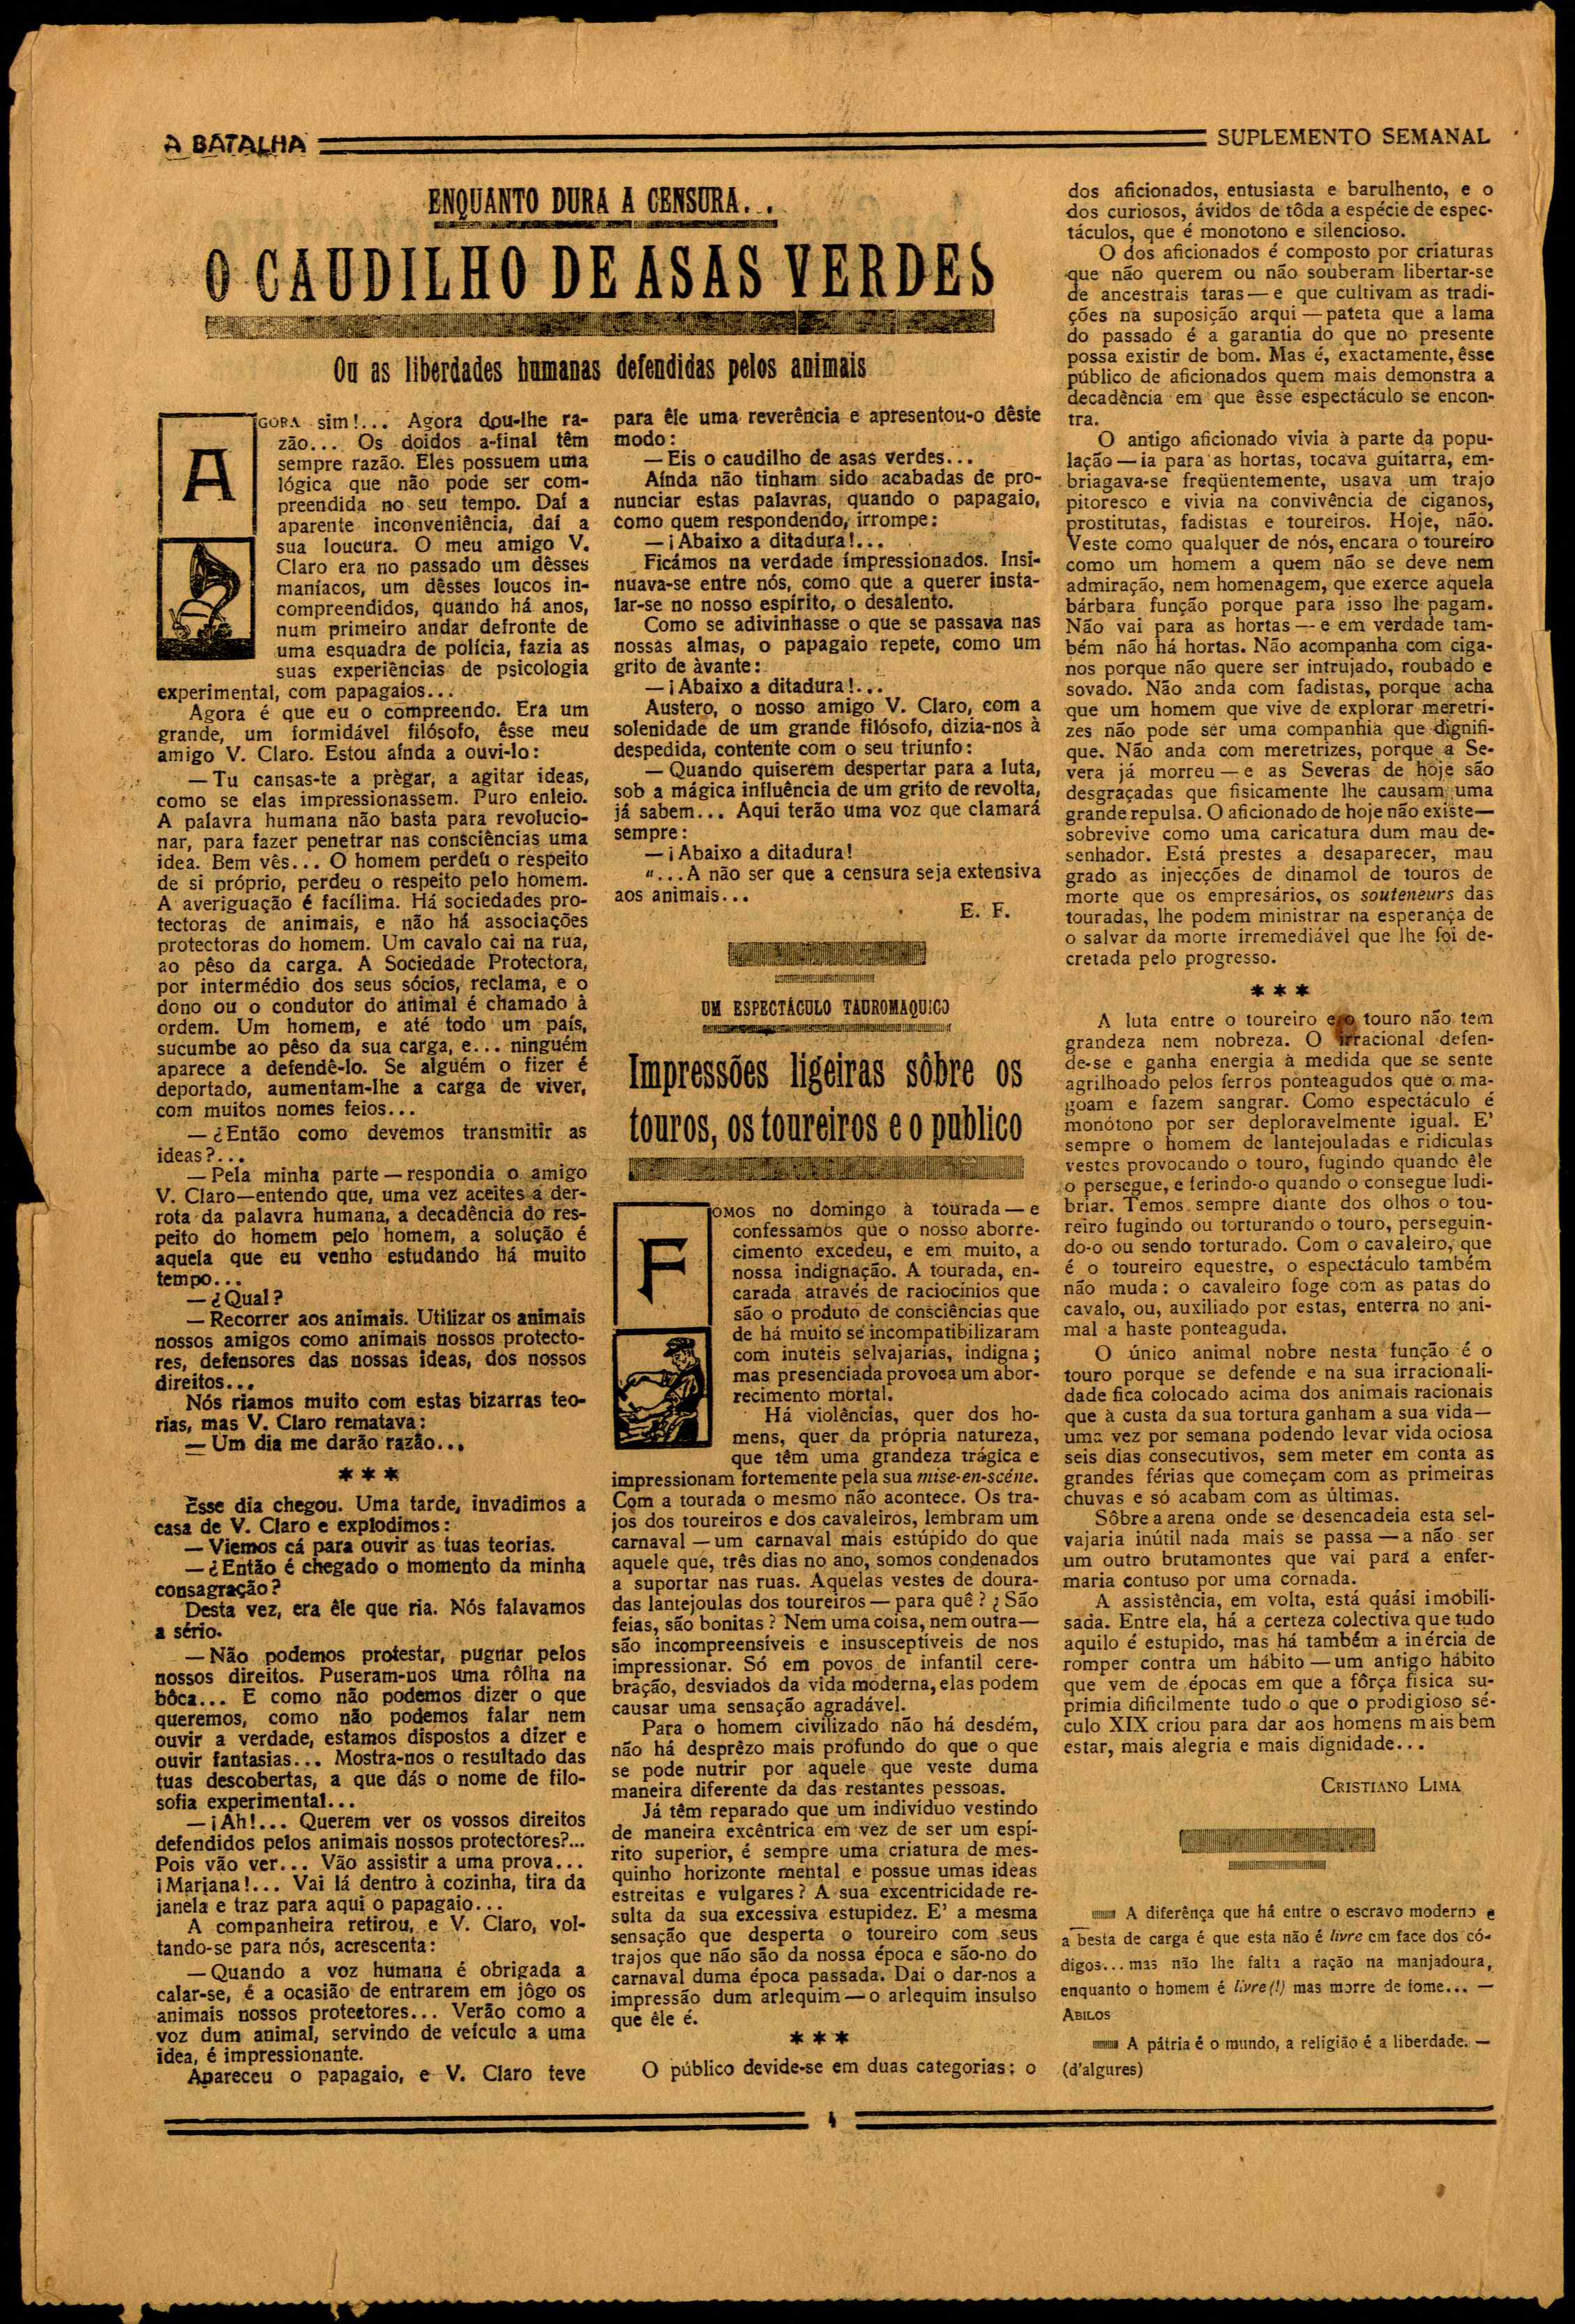 A BATALHA
SUPLEMENTO SEMANAL
ENQUANTO DURA A CENSURA...
O CAUDILHO DE ASAS VERDES
Ou as liberdades humanas defendidas pelos animais
AGORA sim!... Agora dou-lhe ra-
zão... Os doidos a-final têm
sempre razão. Eles possuem uma
lógica que não pode ser com-
preendida no seu tempo. Daí a
aparente inconveniência, daí a
sua loucura. O meu amigo V.
Claro era no passado um dêsses
maníacos, um dêsses loucos in-
compreendidos, quando há anos,
num primeiro andar defronte de
uma esquadra de polícia, fazia as
suas experiências de psicologia
experimental, com papagaios...
Agora é que eu o compreendo. Era um
grande, um formidável filósofo, êsse meu
amigo V. Claro. Estou aínda a ouvi-lo:
—Tu cansas-te a prègar, a agitar ideas,
como se elas impressionassem. Puro enleio.
A palavra humana não basta para revolucio-
nar, para fazer penetrar nas consciências uma
idea. Bem vês... O homem perdeu o respeito
de si próprio, perdeu o respeito pelo homem.
A averiguação é facílima. Há sociedades pro-
tectoras de animais, e não há associações
protectoras do homem. Um cavalo cai na rua,
ao pêso da carga. A Sociedade Protectora,
por intermédio dos seus sócios, reclama, e o
dono ou o condutor do animal é chamado à
ordem. Um homem, e até todo um país,
sucumbe ao pêso da sua carga, e... ninguém
aparece a defendê-lo. Se alguém o fizer é
deportado, aumentam-lhe a carga de viver,
com muitos nomes feios...
—¿Então como devemos transmitir as
ideas?...
—Pela minha parte—respondia o amigo
V. Claro—entendo que, uma vez aceites a der-
rota da palavra humana, a decadência do res-
peito do homem pelo homem, a solução é
aquela que eu venho estudando há muito
tempo...
—¿Qual?
—Recorrer aos animais. Utilizar os animais
nossos amigos como animais nossos protecto-
res, defensores das nossas ideas, dos nossos
direitos...
Nós riamos muito com estas bizarras teo-
rias, mas V. Claro rematava:
—Um dia me darão razão...
***
Esse dia chegou. Uma tarde, invadimos a
casa de V. Claro e explodimos:
—Viemos cá para ouvir as tuas teorias.
—¿Então é chegado o momento da minha
consagração?
Desta vez, era êle que ria. Nós falavamos
a sério.
—Não podemos protestar, pugnar pelos
nossos direitos. Puseram-nos uma rôlha na
bôca... E como não podemos dizer o que
queremos, como não podemos falar nem
ouvir a verdade, estamos dispostos a dizer e
ouvir fantasias... Mostra-nos o resultado das
tuas descobertas, a que dás o nome de filo-
sofia experimental...
—¡Ah!... Querem ver os vossos direitos
defendidos pelos animais nossos protectores?...
Pois vão ver... Vão assistir a uma prova...
¡Mariana!... Vai lá dentro à cozinha, tira da
janela e traz para aqui o papagaio...
A companheira retirou, e V. Claro, vol-
tando-se para nós, acrescenta:
—Quando a voz humana é obrigada a
calar-se, é a ocasião de entrarem em jôgo os
animais nossos protectores... Verão como a
voz dum animal, servindo de veículo a uma
idea, é impressionante.
Apareceu o papagaio, e V. Claro teve
para êle uma reverência e apresentou-o dêste
modo:
—Eis o caudilho de asas verdes...
Aínda não tinham sido acabadas de pro-
nunciar estas palavras, quando o papagaio,
como quem respondendo, irrompe:
—¡Abaixo a ditadura!...
Ficámos na verdade impressionados. Insi-
nuava-se entre nós, como que a querer insta-
lar-se no nosso espírito, o desalento.
Como se adivinhasse o que se passava nas
nossas almas, o papagaio repete, como um
grito de àvante:
—¡Abaixo a ditadura!...
Austero, o nosso amigo V. Claro, com a
solenidade de um grande filósofo, dizia-nos à
despedida, contente com o seu triunfo:
—Quando quiserem despertar para a luta,
sob a mágica influência de um grito de revolta,
já sabem... Aqui terão uma voz que clamará
sempre:
—¡Abaixo a ditadura!
"...A não ser que a censura seja extensiva
aos animais...
E. F.
UM ESPECTÁCULO TAUROMAQUICO
Impressões ligeiras sôbre os
touros, os toureiros e o publico
FOMOS no domingo à tourada—e
confessamos que o nosso aborre-
cimento excedeu, e em muito, a
nossa indignação. A tourada, en-
carada através de raciocínios que
são o produto de consciências que
de há muito se incompatibilizaram
com inuteis selvajarias, indigna;
mas presenciada provoca um abor-
recimento mortal.
Há violências, quer dos ho-
mens, quer da própria natureza,
que têm uma grandeza trágica e
impressionam fortemente pela sua mise-en-scéne.
Com a tourada o mesmo não acontece. Os tra-
jos dos toureiros e dos cavaleiros, lembram um
carnaval—um carnaval mais estúpido do que
aquele que, três dias no ano, somos condenados
a suportar nas ruas. Aquelas vestes de doura-
das lantejoulas dos toureiros—para quê? ¿São
feias, são bonitas? Nem uma coisa, nem outra—
são incompreensíveis e insusceptíveis de nos
impressionar. Só em povos de infantil cere-
bração, desviados da vida moderna, elas podem
causar uma sensação agradável.
Para o homem civilizado não há desdém,
não há desprêzo mais profundo do que o que
se pode nutrir por aquele que veste duma
maneira diferente da das restantes pessoas.
Já têm reparado que um indivíduo vestindo
de maneira excêntrica em vez de ser um espí-
rito superior, é sempre uma criatura de mes-
quinho horizonte mental e possue umas ideas
estreitas e vulgares? A sua excentricidade re-
sulta da sua excessiva estupidez. E' a mesma
sensação que desperta o toureiro com seus
trajos que não são da nossa época e são-no do
carnaval duma época passada. Daí o dar-nos a
impressão dum arlequim—o arlequim insulso
que êle é.
***
O público devide-se em duas categorias: o
dos aficionados, entusiasta e barulhento, e o
dos curiosos, ávidos de tôda a espécie de espec-
táculos, que é monotono e silencioso.
O dos aficionados é composto por criaturas
que não querem ou não souberam libertar-se
de ancestrais taras—e que cultivam as tradi-
ções na suposição arqui—pateta que a lama
do passado é a garantia do que no presente
possa existir de bom. Mas é, exactamente, êsse
público de aficionados quem mais demonstra a
decadência em que êsse espectáculo se encon-
tra.
O antigo aficionado vivia à parte da popu-
lação—ia para as hortas, tocava guitarra, em-
briagava-se freqüentemente, usava um trajo
pitoresco e vivia na convivência de ciganos,
prostitutas, fadistas e toureiros. Hoje, não.
Veste como qualquer de nós, encara o toureiro
como um homem a quem não se deve nem
admiração, nem homenagem, que exerce aquela
bárbara função porque para isso lhe pagam.
Não vai para as hortas—e em verdade tam-
bém não há hortas. Não acompanha com ciga-
nos porque não quere ser intrujado, roubado e
sovado. Não anda com fadistas, porque acha
que um homem que vive de explorar meretri-
zes não pode ser uma companhia que dignifi-
que. Não anda com meretrizes, porque a Se-
vera já morreu—e as Severas de hoje são
desgraçadas que fisicamente lhe causam uma
grande repulsa. O aficionado de hoje não existe—
sobrevive como uma caricatura dum mau de-
senhador. Está prestes a desaparecer, mau
grado as injecções de dinamol de touros de
morte que os empresários, os souteneurs das
touradas, lhe podem ministrar na esperança de
o salvar da morte irremediável que lhe foi de-
cretada pelo progresso.
***
A luta entre o toureiro e o touro não tem
grandeza nem nobreza. O irracional defen-
de-se e ganha energia à medida que se sente
agrilhoado pelos ferros ponteagudos que o ma-
goam e fazem sangrar. Como espectáculo é
monótono por ser deploravelmente igual. E'
sempre o homem de lantejouladas e ridiculas
vestes provocando o touro, fugindo quando êle
o persegue, e ferindo-o quando o consegue ludi-
briar. Temos sempre diante dos olhos o tou-
reiro fugindo ou torturando o touro, perseguin-
do-o ou sendo torturado. Com o cavaleiro, que
é o toureiro equestre, o espectáculo também
não muda: o cavaleiro foge com as patas do
cavalo, ou, auxiliado por estas, enterra no ani-
mal a haste ponteaguda.
O único animal nobre nesta função é o
touro porque se defende e na sua irracionali-
dade fica colocado acima dos animais racionais
que à custa da sua tortura ganham a sua vida—
uma vez por semana podendo levar vida ociosa
seis dias consecutivos, sem meter em conta as
grandes férias que começam com as primeiras
chuvas e só acabam com as últimas.
Sôbre a arena onde se desencadeia esta sel-
vajaria inútil nada mais se passa—a não ser
um outro brutamontes que vai para a enfer-
maria contuso por uma cornada.
A assistência, em volta, está quási imobili-
sada. Entre ela, há a certeza colectiva que tudo
aquilo é estupido, mas há também a inércia de
romper contra um hábito—um antigo hábito
que vem de épocas em que a fôrça física su-
primia dificilmente tudo o que o prodigioso sé-
culo XIX criou para dar aos homens mais bem
estar, mais alegria e mais dignidade...
CRISTIANO LIMA
A diferênça que há entre o escravo moderno e
a besta de carga é que esta não é livre em face dos có-
digos... mas não lhe falta a ração na manjadoura,
enquanto o homem é livre(!) mas morre de fome... —
ABILOS
A pátria é o mundo, a religião é a liberdade. —
(d'algures)
4